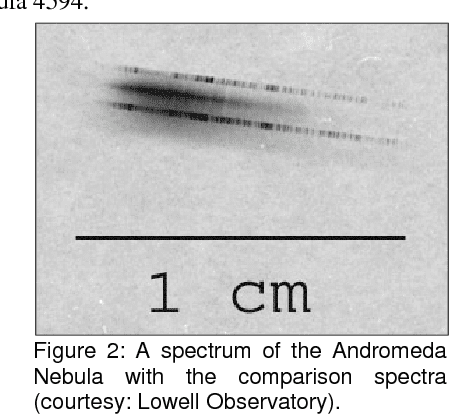 ula 4594.
1 cm
Figure 2: A spectrum of the Andromeda
Nebula with the comparison spectra
(courtesy: Lowell Observatory).